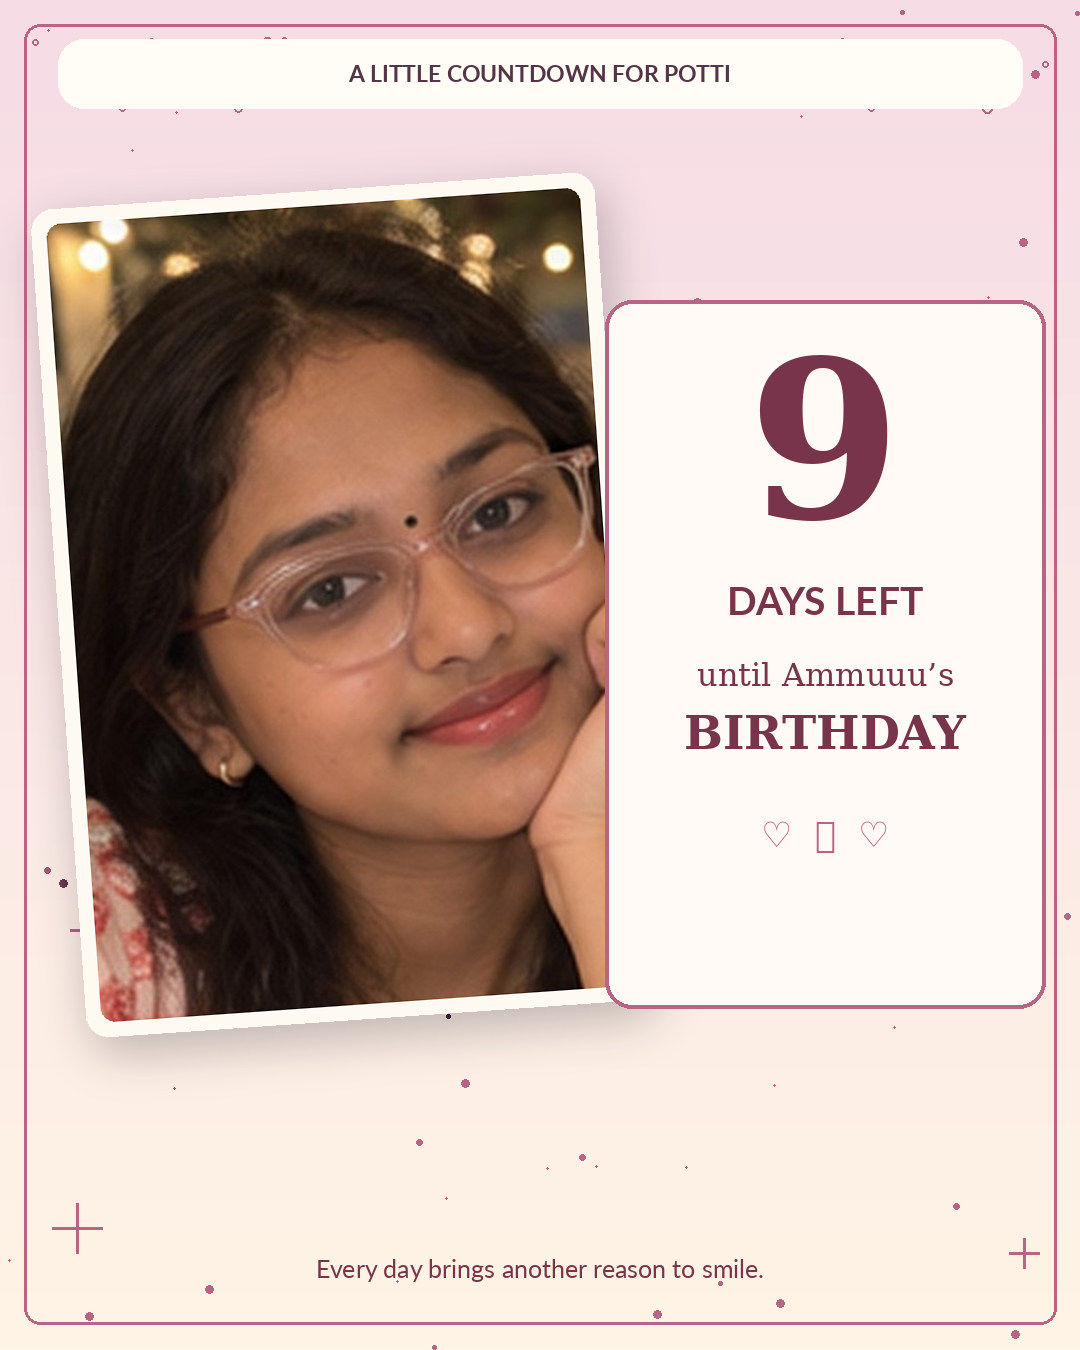 A LITTLE COUNTDOWN FOR POTTI
9
DAYS LEFT
until Ammuuu’s
BIRTHDAY
♡ ▯ ♡
Every day brings another reason to smile.